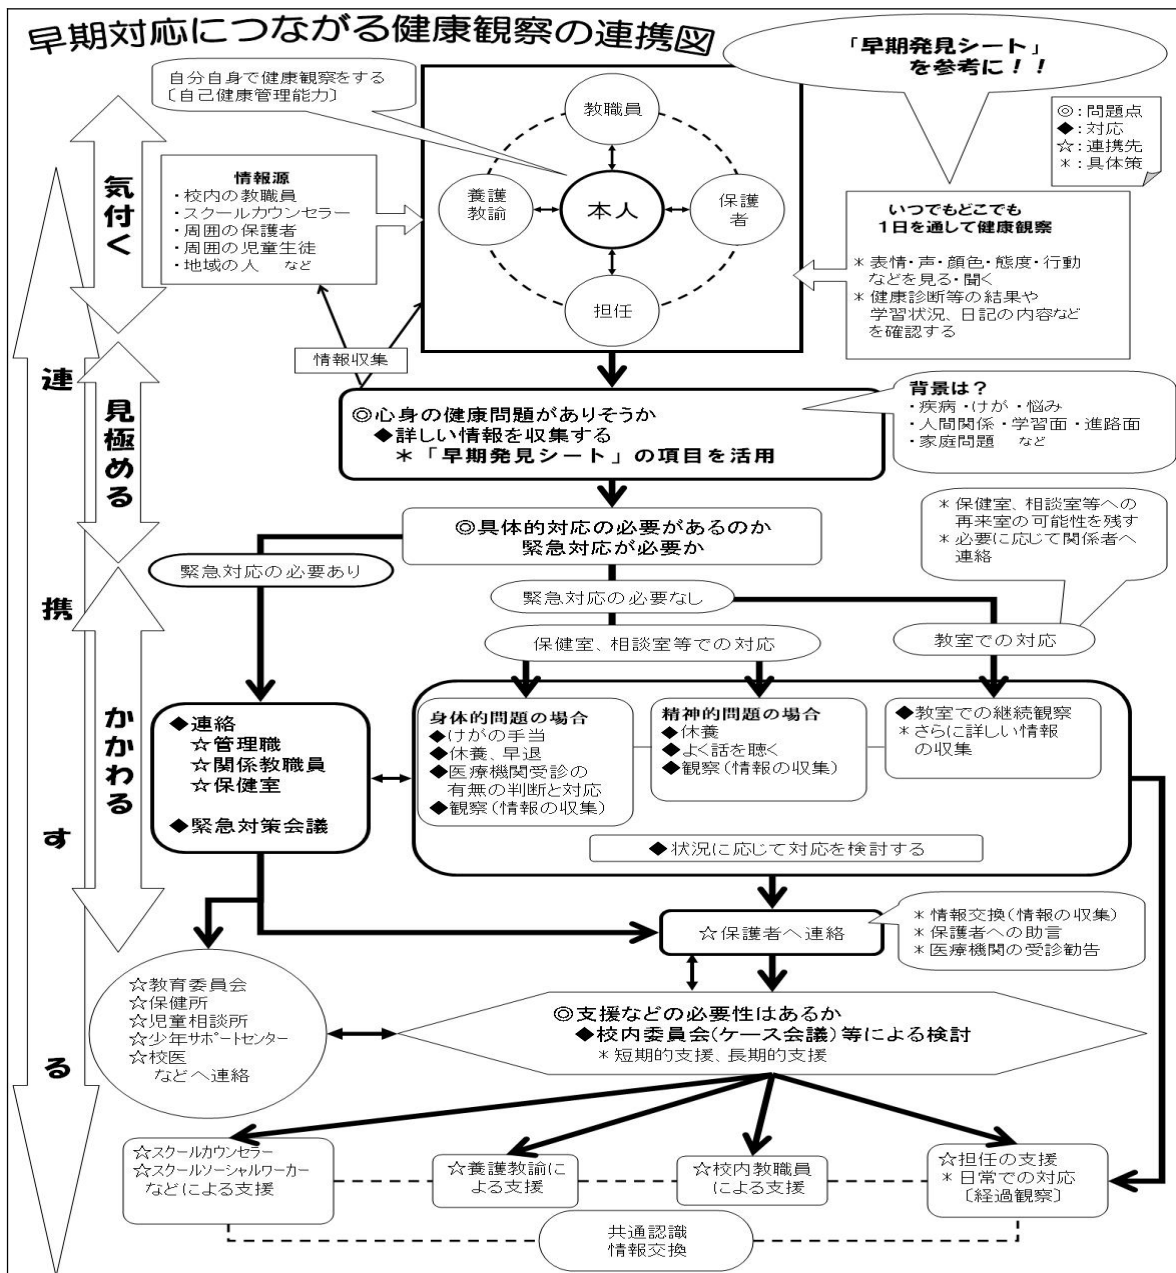 早期対応につながる健康観察の連携図
「早期発見シート」
を参考に！！
自分自身で健康観察をする
〔自己健康管理能力〕
◎：問題点
◆：対応
☆：連携先
＊：具体策
教職員
養護
教諭
本人
保護
者
担任
気付く
情報源
・校内の教職員
・スクールカウンセラー
・周囲の保護者
・周囲の児童生徒
・地域の人　など
いつでもどこでも
１日を通して健康観察
＊表情・声・顔色・態度・行動
などを見る・聞く
＊健康診断等の結果や
学習状況、日記の内容など
を確認する
情報収集
連携する
見極める
◎心身の健康問題がありそうか
◆詳しい情報を収集する
＊「早期発見シート」の項目を活用
背景は？
・疾病・けが・悩み
・人間関係・学習面・進路面
・家庭問題　など
◎具体的対応の必要があるのか
緊急対応が必要か
＊保健室、相談室等への
再来室の可能性を残す
＊必要に応じて関係者へ
連絡
緊急対応の必要あり
緊急対応の必要なし
保健室、相談室等での対応
教室での対応
かかわる
◆連絡
☆管理職
☆関係教職員
☆保健室
◆緊急対策会議
身体的問題の場合
◆けがの手当
◆休養、早退
◆医療機関受診の
有無の判断と対応
◆観察（情報の収集）
精神的問題の場合
◆休養
◆よく話を聴く
◆観察（情報の収集）
◆教室での継続観察
＊さらに詳しい情報
の収集
◆状況に応じて対応を検討する
☆保護者へ連絡
＊情報交換（情報の収集）
＊保護者への助言
＊医療機関の受診勧告
☆教育委員会
☆保健所
☆児童相談所
☆少年サポートセンター
☆校医
などへ連絡
◎支援などの必要性はあるか
◆校内委員会（ケース会議）等による検討
＊短期的支援、長期的支援
☆スクールカウンセラー
☆スクールソーシャルワーカー
などによる支援
☆養護教諭に
よる支援
☆校内教職員
による支援
☆担任の支援
＊日常での対応
〔経過観察〕
共通認識
情報交換